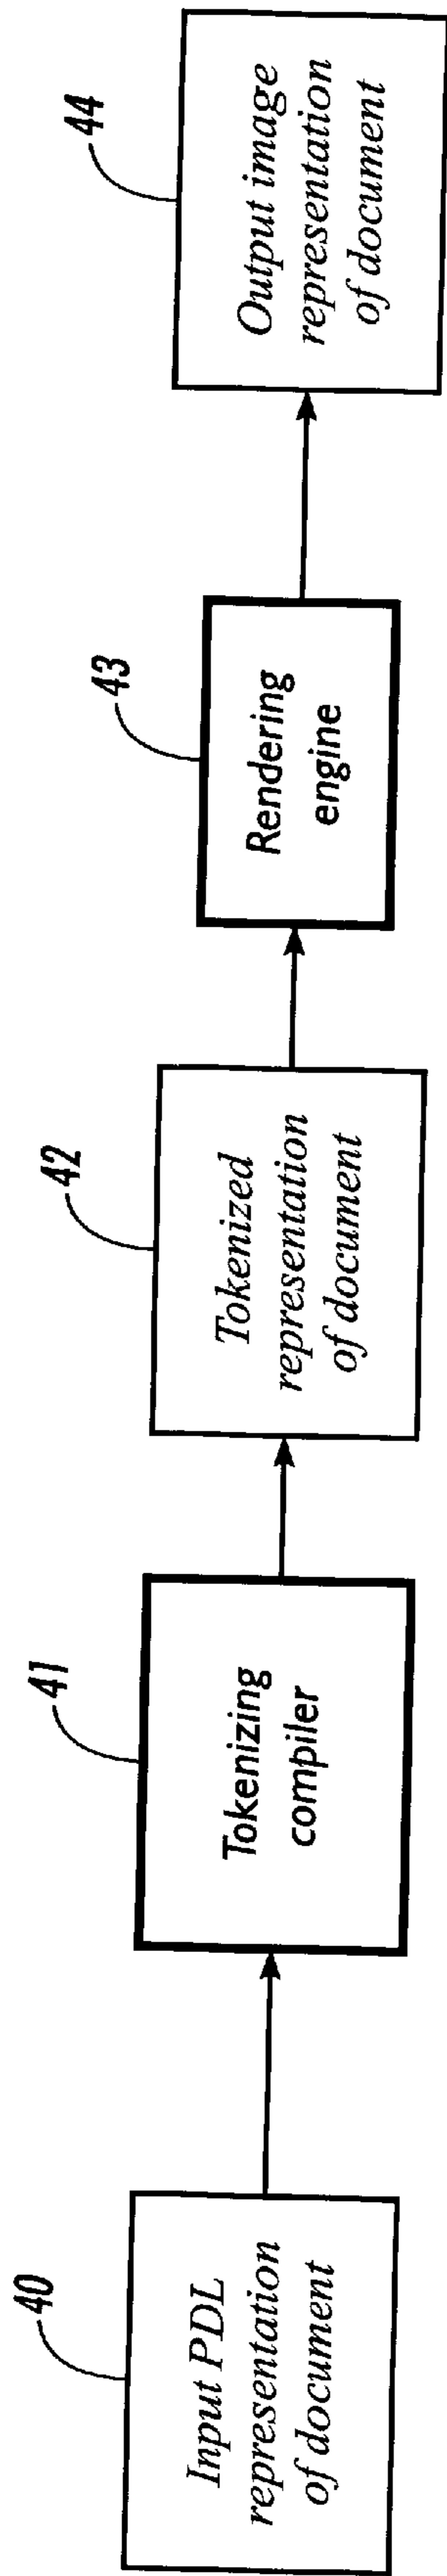 40
Input PDL
representation
of document
41
Tokenizing
compiler
42
Tokenized
representation
of document
43
Rendering
engine
44
Output image
representation
of document